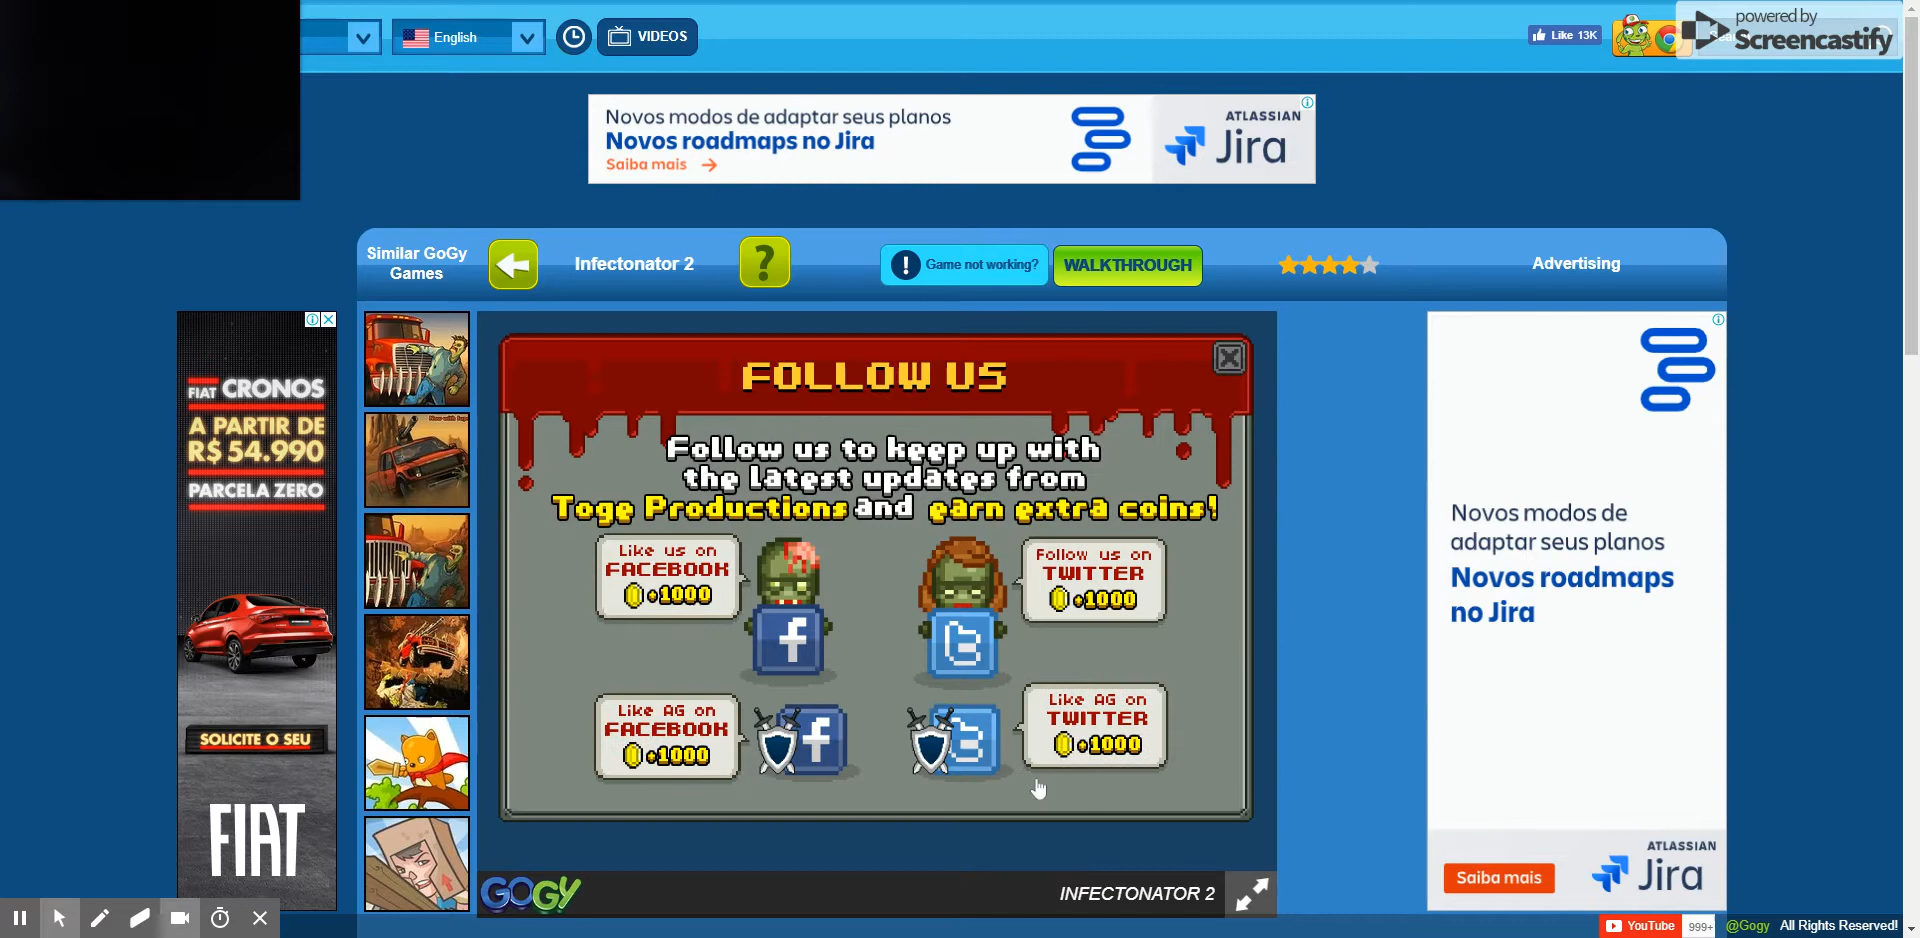 English
VIDEOS
Like 13K
powered by
Screencastify
Novos modos de adaptar seus planos
Novos roadmaps no Jira
Saiba mais →
ATLASSIAN
Jira
Similar GoGy
Games
Infectonator 2
?
! Game not working?
WALKTHROUGH
Advertising
FIAT CRONOS
A PARTIR DE
R$ 54.990
PARCELA ZERO
SOLICITE O SEU
FIAT
FOLLOW US
Follow us to keep up with
the latest updates from
Toge Productions and earn extra coins!
Like us on
FACEBOOK
+1000
Follow us on
TWITTER
+1000
Like AG on
FACEBOOK
+1000
Like AG on
TWITTER
+1000
GOGY
INFECTONATOR 2
Novos modos de
adaptar seus planos
Novos roadmaps
no Jira
Saiba mais
ATLASSIAN
Jira
YouTube 999+
@Gogy All Rights Reserved!